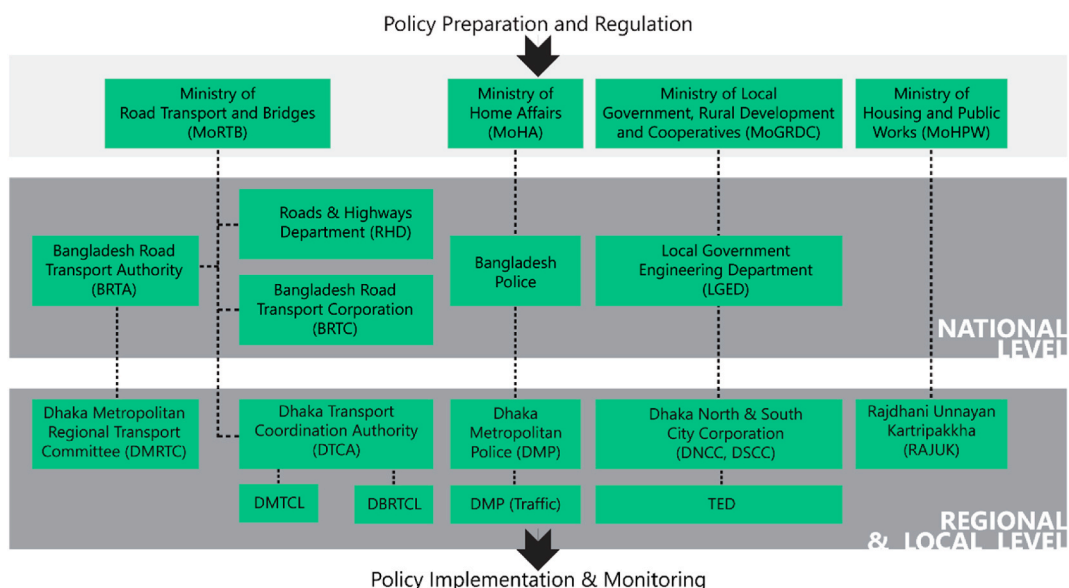 Policy Preparation and Regulation
Ministry of
Road Transport and Bridges
(MoRTB)
Ministry of
Home Affairs
(MoHA)
Ministry of Local
Government, Rural Development
and Cooperatives (MoGRDC)
Ministry of
Housing and Public
Works (MoHPW)
Bangladesh Road
Transport Authority
(BRTA)
Roads & Highways
Department (RHD)
Bangladesh Road
Transport Corporation
(BRTC)
Bangladesh
Police
Local Government
Engineering Department
(LGED)
NATIONAL
LEVEL
Dhaka Metropolitan
Regional Transport
Committee (DMRTC)
Dhaka Transport
Coordination Authority
(DTCA)
Dhaka
Metropolitan
Police (DMP)
Dhaka North & South
City Corporation
(DNCC, DSCC)
Rajdhani Unnayan
Kartripakkha
(RAJUK)
DMTCL
DBRTCL
DMP (Traffic)
TED
REGIONAL
& LOCAL LEVEL
Policy Implementation & Monitoring